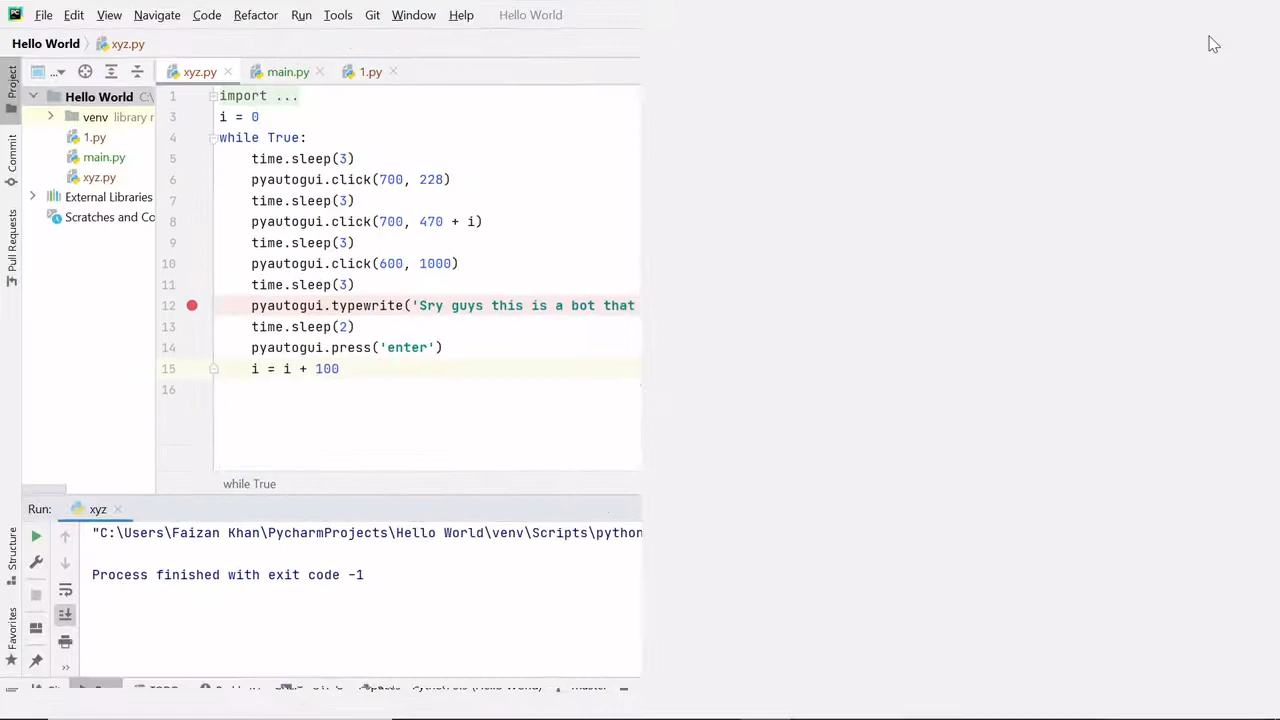 File Edit View Navigate Code Refactor Run Tools Git Window Help Hello World
Hello World xyz.py
... xyz.py main.py 1.py
Project
Commit
Pull Requests
Structure
Favorites
Hello World C:\
venv library r
1.py
main.py
xyz.py
External Libraries
Scratches and Co
1 import ...
3 i = 0
4 while True:
5 time.sleep(3)
6 pyautogui.click(700, 228)
7 time.sleep(3)
8 pyautogui.click(700, 470 + i)
9 time.sleep(3)
10 pyautogui.click(600, 1000)
11 time.sleep(3)
12 pyautogui.typewrite('Sry guys this is a bot that
13 time.sleep(2)
14 pyautogui.press('enter')
15 i = i + 100
16
while True
Run: xyz
"C:\Users\Faizan Khan\PycharmProjects\Hello World\venv\Scripts\python
Process finished with exit code -1